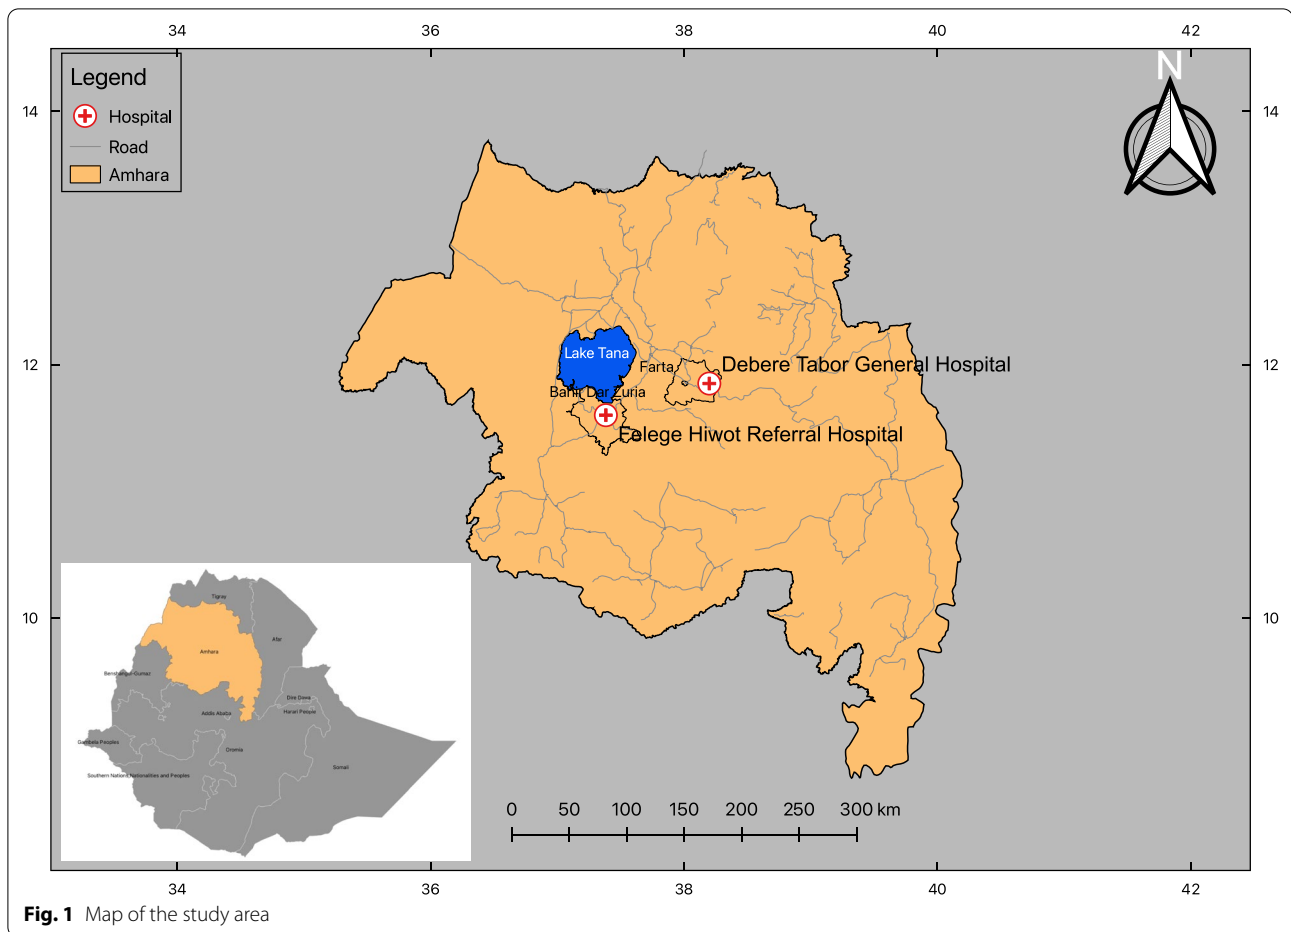 34 36 38 40 42
Legend
Hospital
Road
Amhara
N
14 14
12 12
10 10
Lake Tana
Farta
Debere Tabor General Hospital
Bahir Dar Zuria
Felege Hiwot Referral Hospital
Tigray
Afar
Amhara
Benshangul-Gumaz
Dire Dawa
Harari People
Addis Ababa
Gambela Peoples
Oromia
Somali
Southern Nations Nationalities and Peoples
0 50 100 150 200 250 300 km
34 36 38 40 42
Fig. 1 Map of the study area